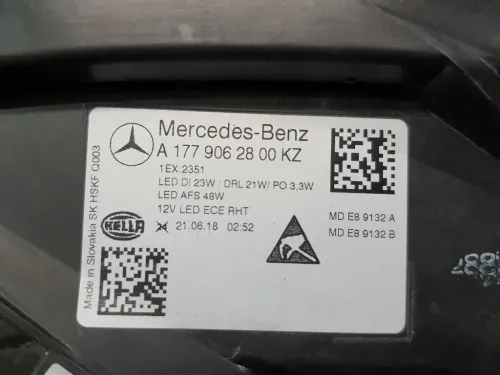 Mercedes-Benz
A 177 906 28 00 KZ
1EX.2351
LED DI 23W / DRL 21W/ PO 3,3W
LED AFS 48W
12V LED ECE RHT
HELLA
21.06.18 02:52
MD E8 9132 A
MD E8 9132 B
Made in Slovakia SK HSKF Q003